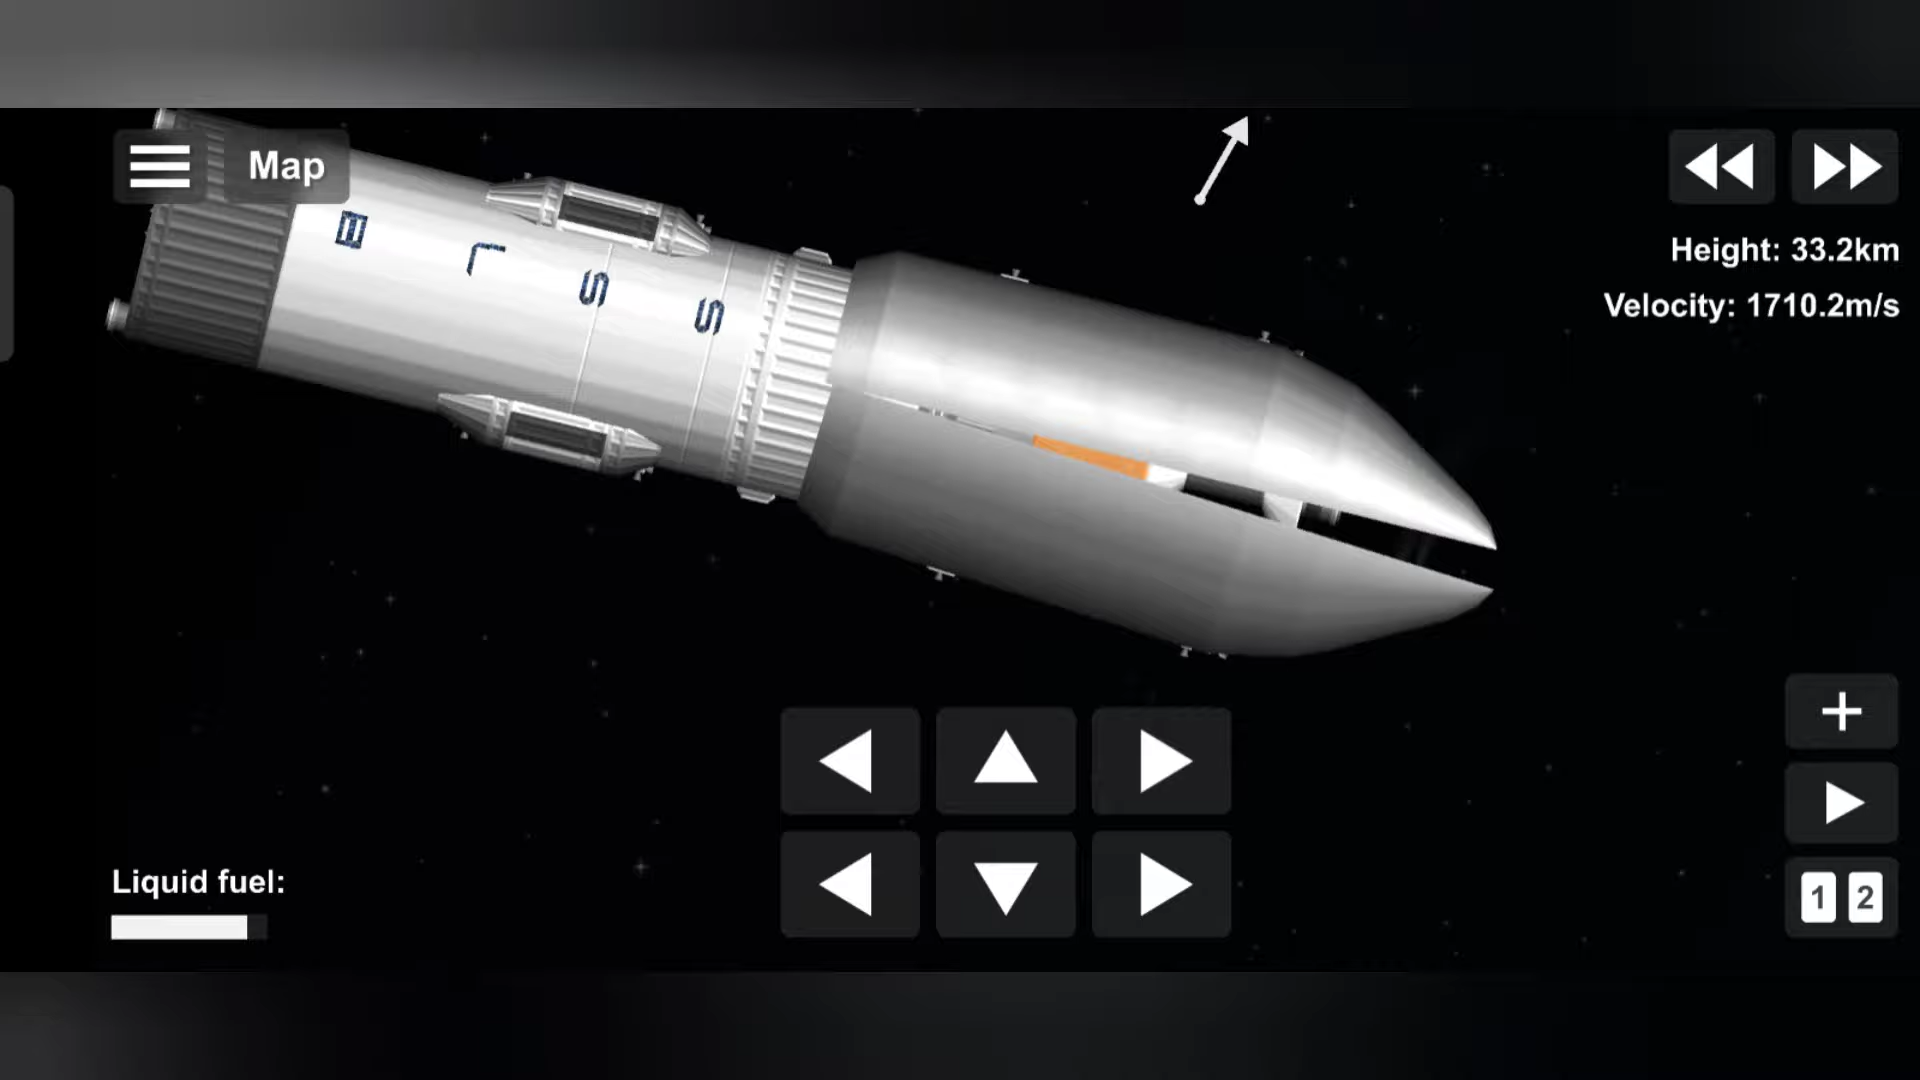 Map
Height: 33.2km
Velocity: 1710.2m/s
B L S S
Liquid fuel:
1 2